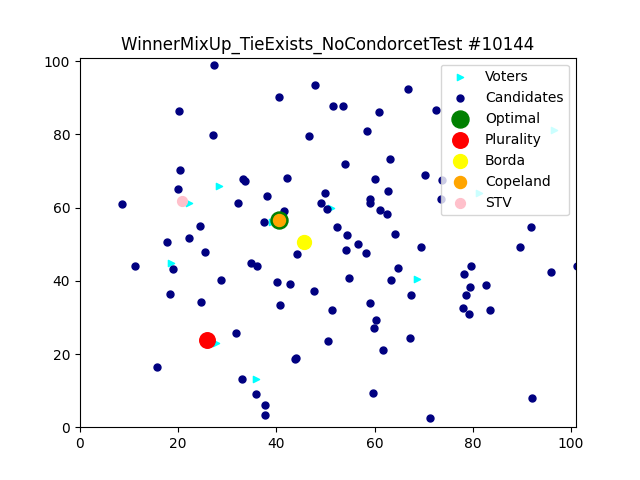 WinnerMixUp_TieExists_NoCondorcetTest #10144
100
80
60
40
20
0
0 20 40 60 80 100
Voters
Candidates
Optimal
Plurality
Borda
Copeland
STV